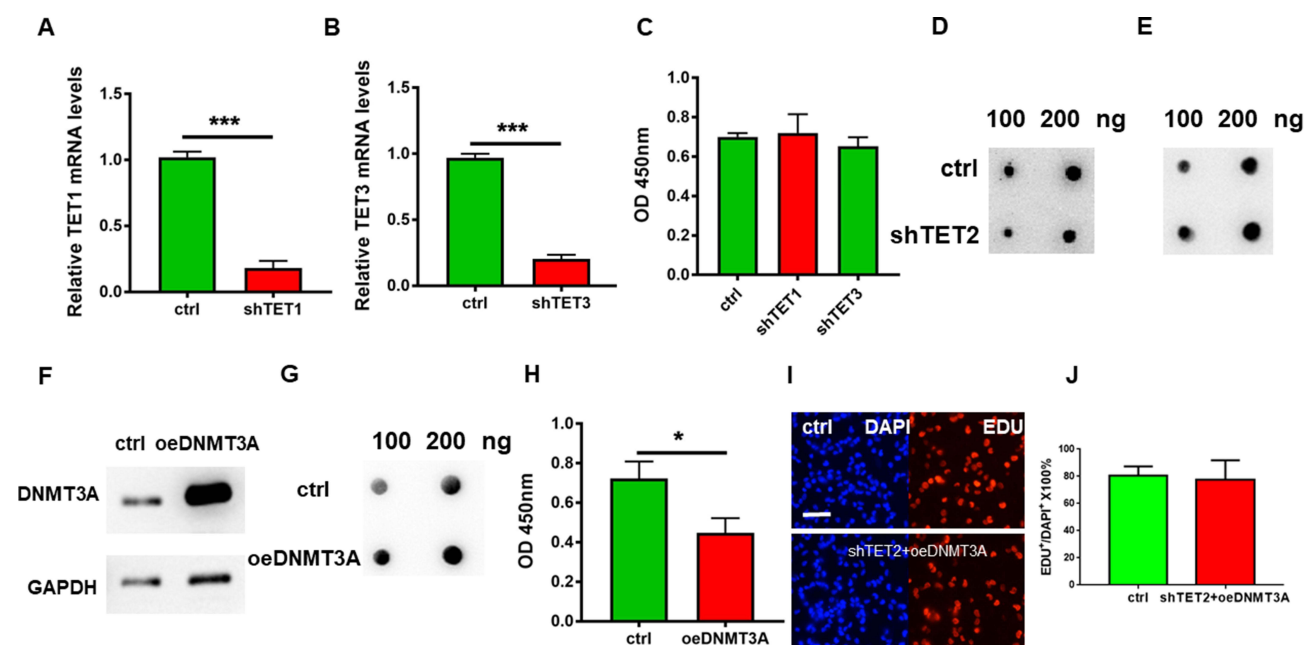 A
Relative TET1 mRNA levels
1.5
1.0
0.5
0.0
***
ctrl
shTET1
B
Relative TET3 mRNA levels
1.5
1.0
0.5
0.0
***
ctrl
shTET3
C
OD 450nm
1.0
0.8
0.6
0.4
0.2
0.0
ctrl
shTET1
shTET3
D
100 200 ng
ctrl
shTET2
E
100 200 ng
F
ctrl oeDNMT3A
DNMT3A
GAPDH
G
100 200 ng
ctrl
oeDNMT3A
H
OD 450nm
1.0
0.8
0.6
0.4
0.2
0.0
*
ctrl
oeDNMT3A
I
ctrl DAPI EDU
shTET2+oeDNMT3A
J
EDU⁺/DAPI⁺ X100%
100
80
60
40
20
0
ctrl
shTET2+oeDNMT3A